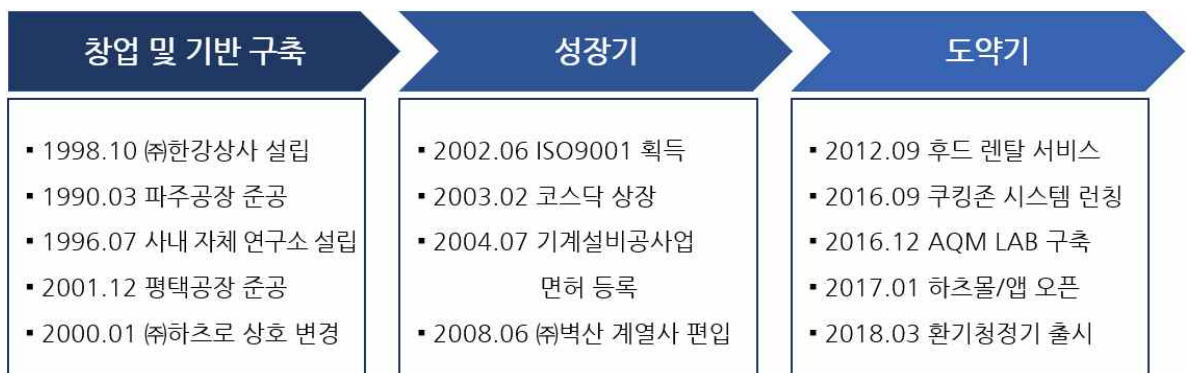 창업 및 기반 구축
▪ 1998.10 ㈜한강상사 설립
▪ 1990.03 파주공장 준공
▪ 1996.07 사내 자체 연구소 설립
▪ 2001.12 평택공장 준공
▪ 2000.01 ㈜하츠로 상호 변경
성장기
▪ 2002.06 ISO9001 획득
▪ 2003.02 코스닥 상장
▪ 2004.07 기계설비공사업
면허 등록
▪ 2008.06 ㈜벽산 계열사 편입
도약기
▪ 2012.09 후드 렌탈 서비스
▪ 2016.09 쿠킹존 시스템 런칭
▪ 2016.12 AQM LAB 구축
▪ 2017.01 하츠몰/앱 오픈
▪ 2018.03 환기청정기 출시